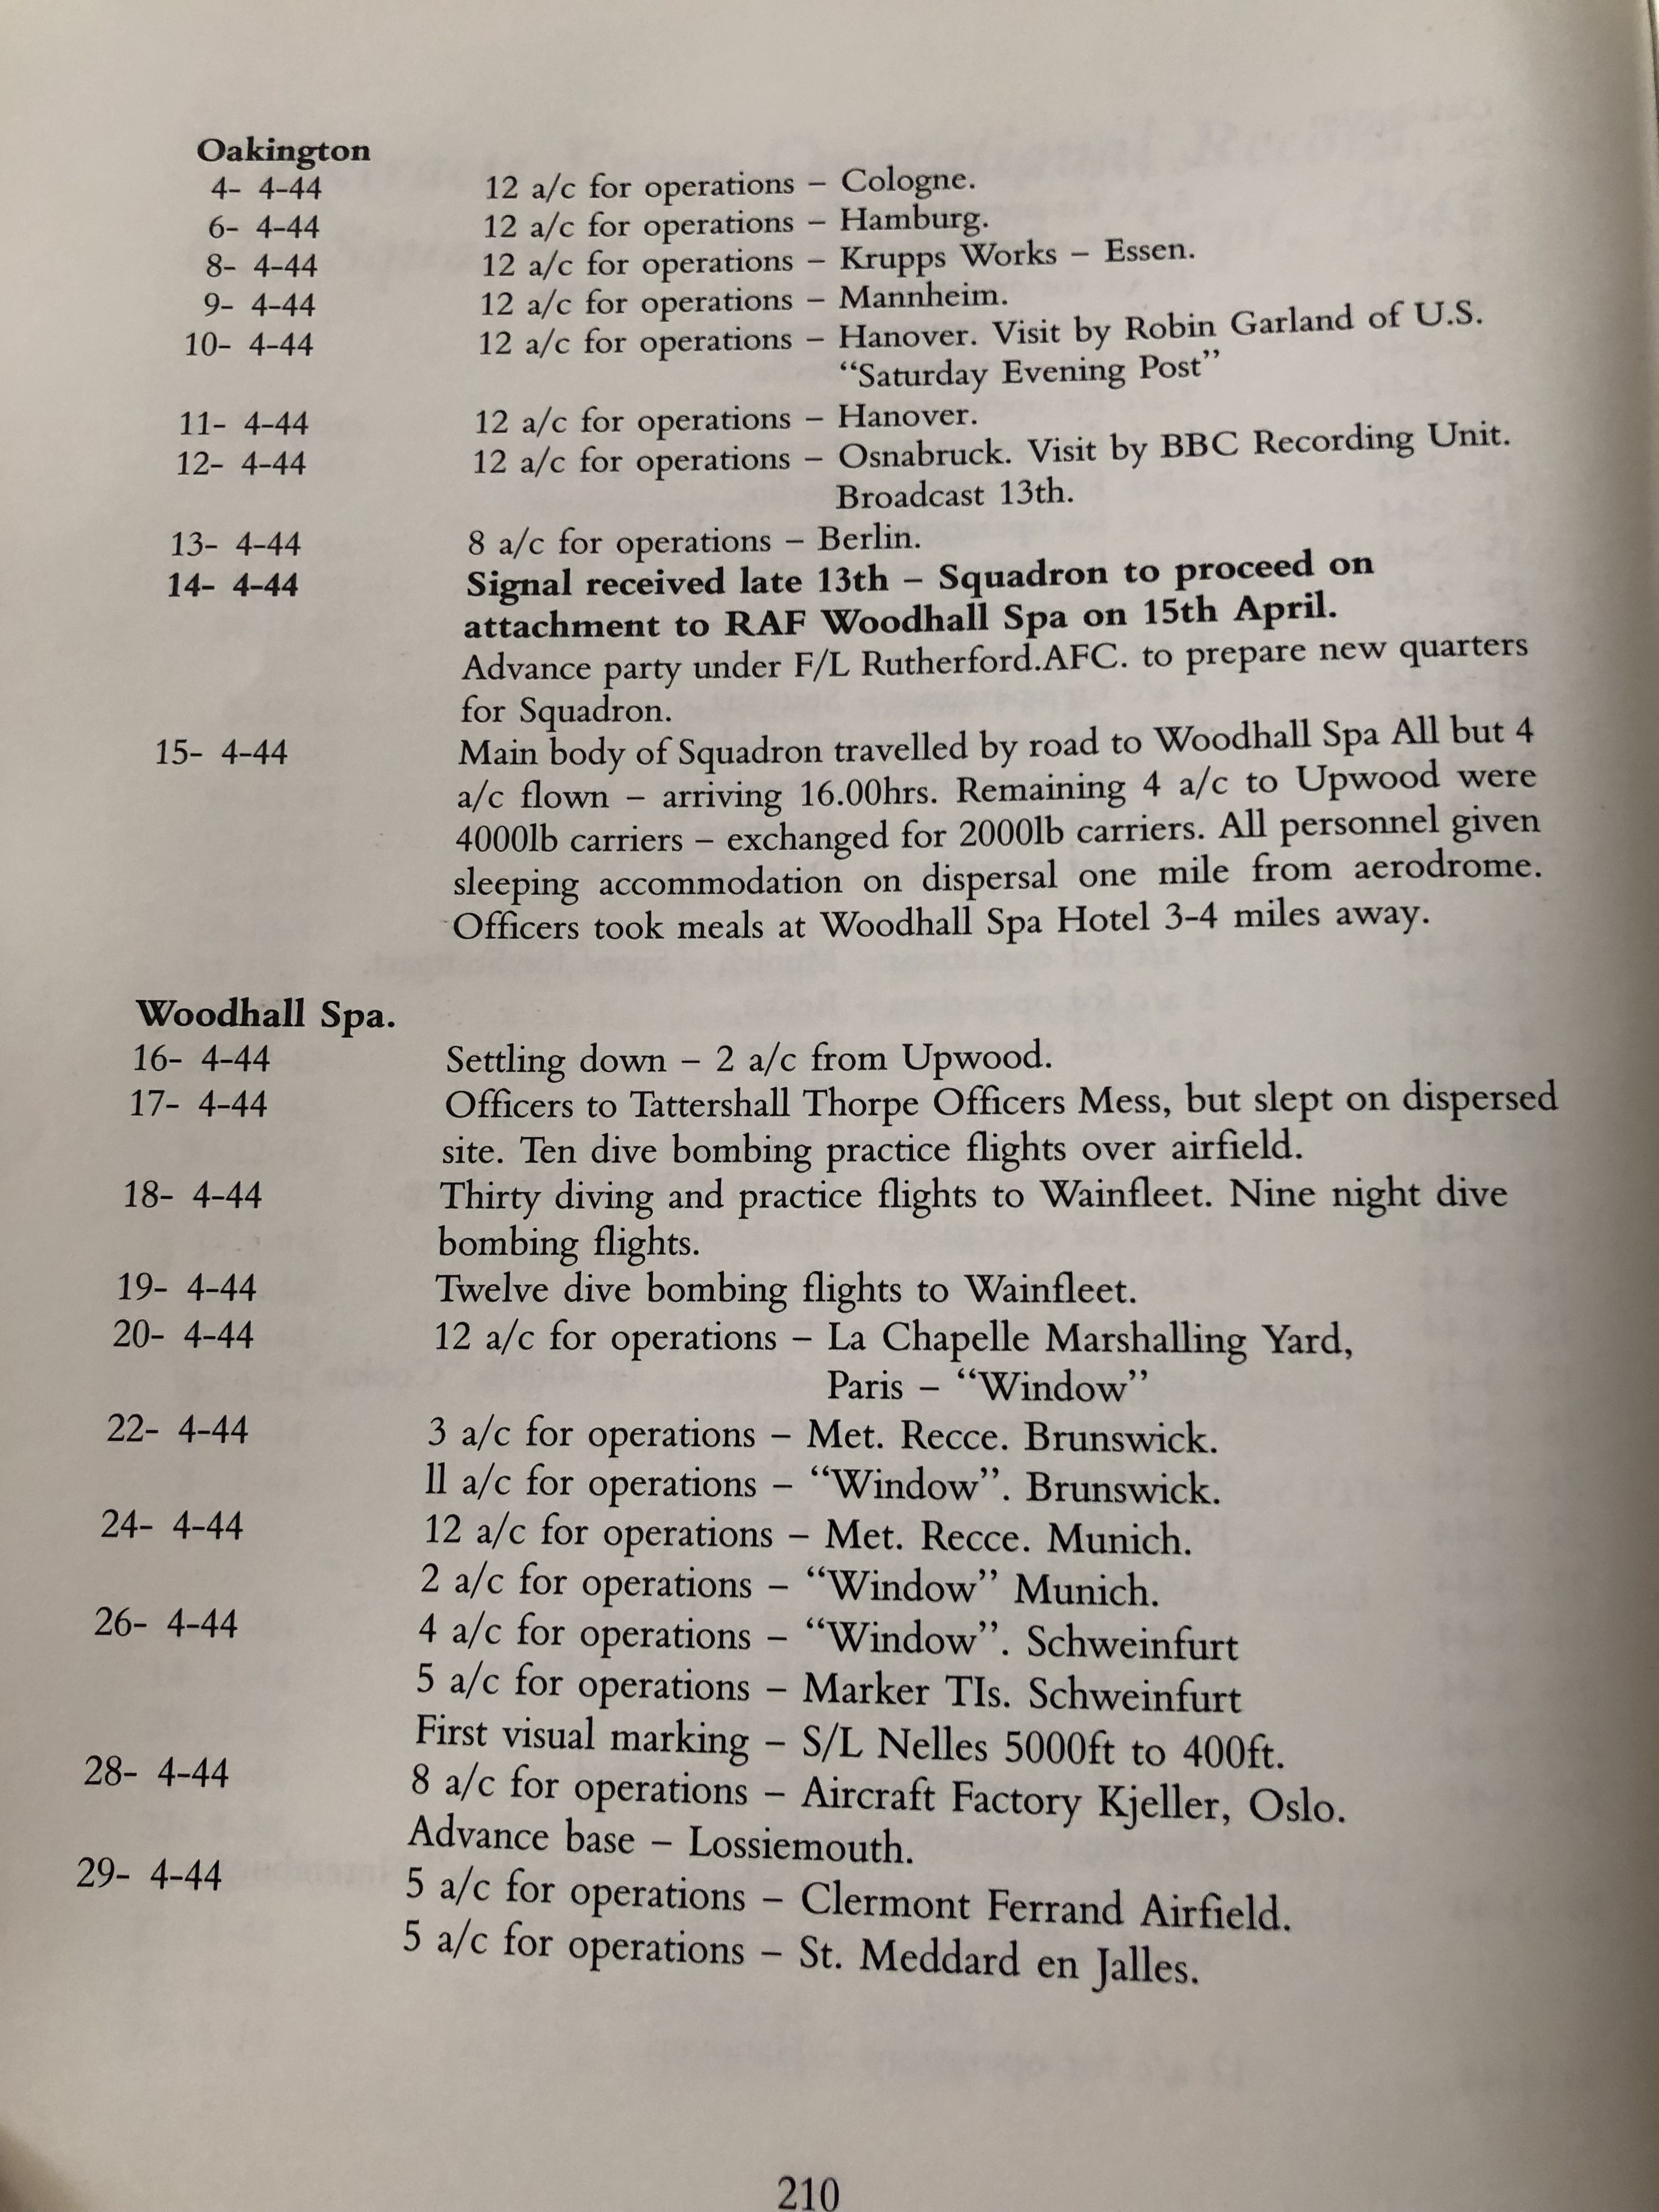 Oakington
4- 4-44 12 a/c for operations – Cologne.
6- 4-44 12 a/c for operations – Hamburg.
8- 4-44 12 a/c for operations – Krupps Works – Essen.
9- 4-44 12 a/c for operations – Mannheim.
10- 4-44 12 a/c for operations – Hanover. Visit by Robin Garland of U.S.
“Saturday Evening Post”
11- 4-44 12 a/c for operations – Hanover.
12- 4-44 12 a/c for operations – Osnabruck. Visit by BBC Recording Unit.
Broadcast 13th.
13- 4-44 8 a/c for operations – Berlin.
14- 4-44 Signal received late 13th – Squadron to proceed on
attachment to RAF Woodhall Spa on 15th April.
Advance party under F/L Rutherford.AFC. to prepare new quarters
for Squadron.
15- 4-44 Main body of Squadron travelled by road to Woodhall Spa All but 4
a/c flown – arriving 16.00hrs. Remaining 4 a/c to Upwood were
4000lb carriers – exchanged for 2000lb carriers. All personnel given
sleeping accommodation on dispersal one mile from aerodrome.
Officers took meals at Woodhall Spa Hotel 3-4 miles away.
Woodhall Spa.
16- 4-44 Settling down – 2 a/c from Upwood.
17- 4-44 Officers to Tattershall Thorpe Officers Mess, but slept on dispersed
site. Ten dive bombing practice flights over airfield.
18- 4-44 Thirty diving and practice flights to Wainfleet. Nine night dive
bombing flights.
19- 4-44 Twelve dive bombing flights to Wainfleet.
20- 4-44 12 a/c for operations – La Chapelle Marshalling Yard,
Paris – “Window”
22- 4-44 3 a/c for operations – Met. Recce. Brunswick.
ll a/c for operations – “Window”. Brunswick.
24- 4-44 12 a/c for operations – Met. Recce. Munich.
2 a/c for operations – “Window” Munich.
26- 4-44 4 a/c for operations – “Window”. Schweinfurt
5 a/c for operations – Marker TIs. Schweinfurt
First visual marking – S/L Nelles 5000ft to 400ft.
28- 4-44 8 a/c for operations – Aircraft Factory Kjeller, Oslo.
Advance base – Lossiemouth.
29- 4-44 5 a/c for operations – Clermont Ferrand Airfield.
5 a/c for operations – St. Meddard en Jalles.
210